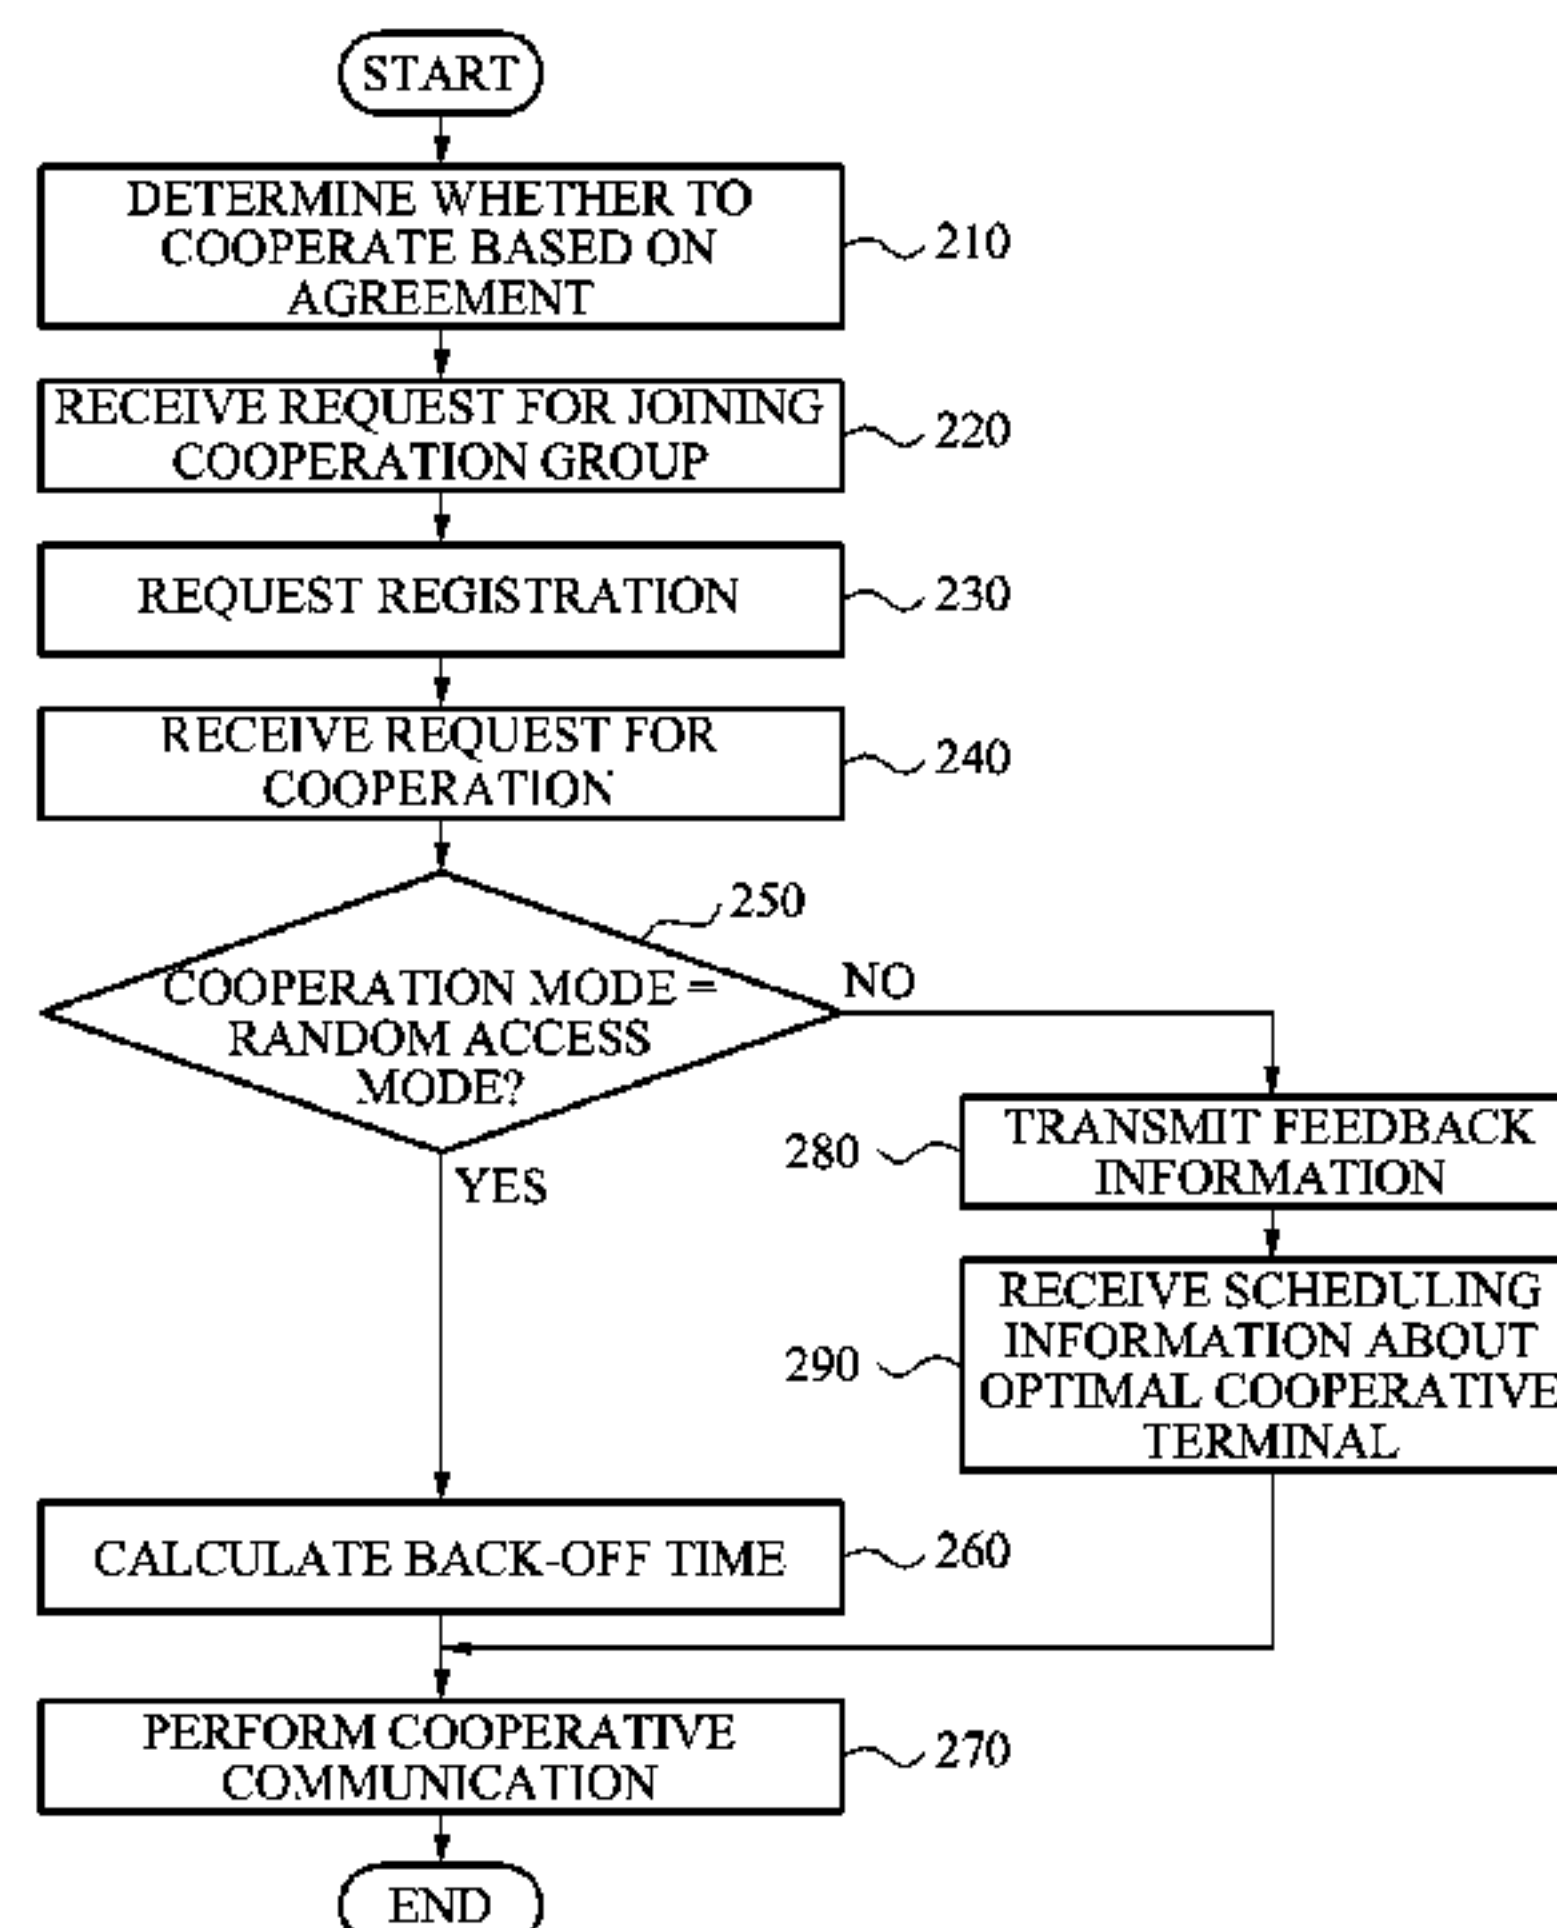 START
DETERMINE WHETHER TO
COOPERATE BASED ON
AGREEMENT
210
RECEIVE REQUEST FOR JOINING
COOPERATION GROUP
220
REQUEST REGISTRATION
230
RECEIVE REQUEST FOR
COOPERATION
240
250
COOPERATION MODE =
RANDOM ACCESS
MODE?
NO
YES
TRANSMIT FEEDBACK
INFORMATION
280
RECEIVE SCHEDULING
INFORMATION ABOUT
OPTIMAL COOPERATIVE
TERMINAL
290
CALCULATE BACK-OFF TIME
260
PERFORM COOPERATIVE
COMMUNICATION
270
END